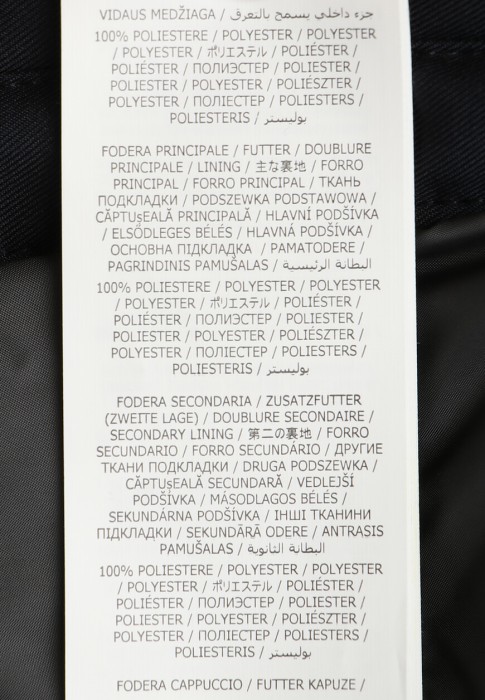 VIDAUS MEDŽIAGA / جزء داخلي يسمح بالتعرق /
100% POLIESTERE / POLYESTER / POLYESTER
/ POLYESTER / ポリエステル / POLIÉSTER /
POLIÉSTER / ПОЛИЭСТЕР / POLIESTER /
POLIESTER / POLYESTER / POLIÉSZTER /
POLYESTER / ПОЛІЕСТЕР / POLIESTERS /
POLIESTERIS / بوليستر
FODERA PRINCIPALE / FUTTER / DOUBLURE
PRINCIPALE / LINING / 主な裏地 / FORRO
PRINCIPAL / FORRO PRINCIPAL / ТКАНЬ
ПОДКЛАДКИ / PODSZEWKA PODSTAWOWA /
CĂPTUşEALĂ PRINCIPALĂ / HLAVNÍ PODŠÍVKA
/ ELSŐDLEGES BÉLÉS / HLAVNÁ PODŠÍVKA /
ОСНОВНА ПІДКЛАДКА / PAMATODERE /
PAGRINDINIS PAMUŠALAS / البطانة الرئيسية /
100% POLIESTERE / POLYESTER / POLYESTER
/ POLYESTER / ポリエステル / POLIÉSTER /
POLIÉSTER / ПОЛИЭСТЕР / POLIESTER /
POLIESTER / POLYESTER / POLIÉSZTER /
POLYESTER / ПОЛІЕСТЕР / POLIESTERS /
POLIESTERIS / بوليستر
FODERA SECONDARIA / ZUSATZFUTTER
(ZWEITE LAGE) / DOUBLURE SECONDAIRE /
SECONDARY LINING / 第二の裏地 / FORRO
SECUNDARIO / FORRO SECUNDÁRIO / ДРУГИЕ
ТКАНИ ПОДКЛАДКИ / DRUGA PODSZEWKA /
CĂPTUşEALĂ SECUNDARĂ / VEDLEJŠÍ
PODŠÍVKA / MÁSODLAGOS BÉLÉS /
SEKUNDÁRNA PODŠÍVKA / ІНШІ ТКАНИНИ
ПІДКЛАДКИ / SEKUNDĀRĀ ODERE / ANTRASIS
PAMUŠALAS / البطانة الثانوية /
100% POLIESTERE / POLYESTER / POLYESTER
/ POLYESTER / ポリエステル / POLIÉSTER /
POLIÉSTER / ПОЛИЭСТЕР / POLIESTER /
POLIESTER / POLYESTER / POLIÉSZTER /
POLYESTER / ПОЛІЕСТЕР / POLIESTERS /
POLIESTERIS / بوليستر
FODERA CAPPUCCIO / FUTTER KAPUZE /